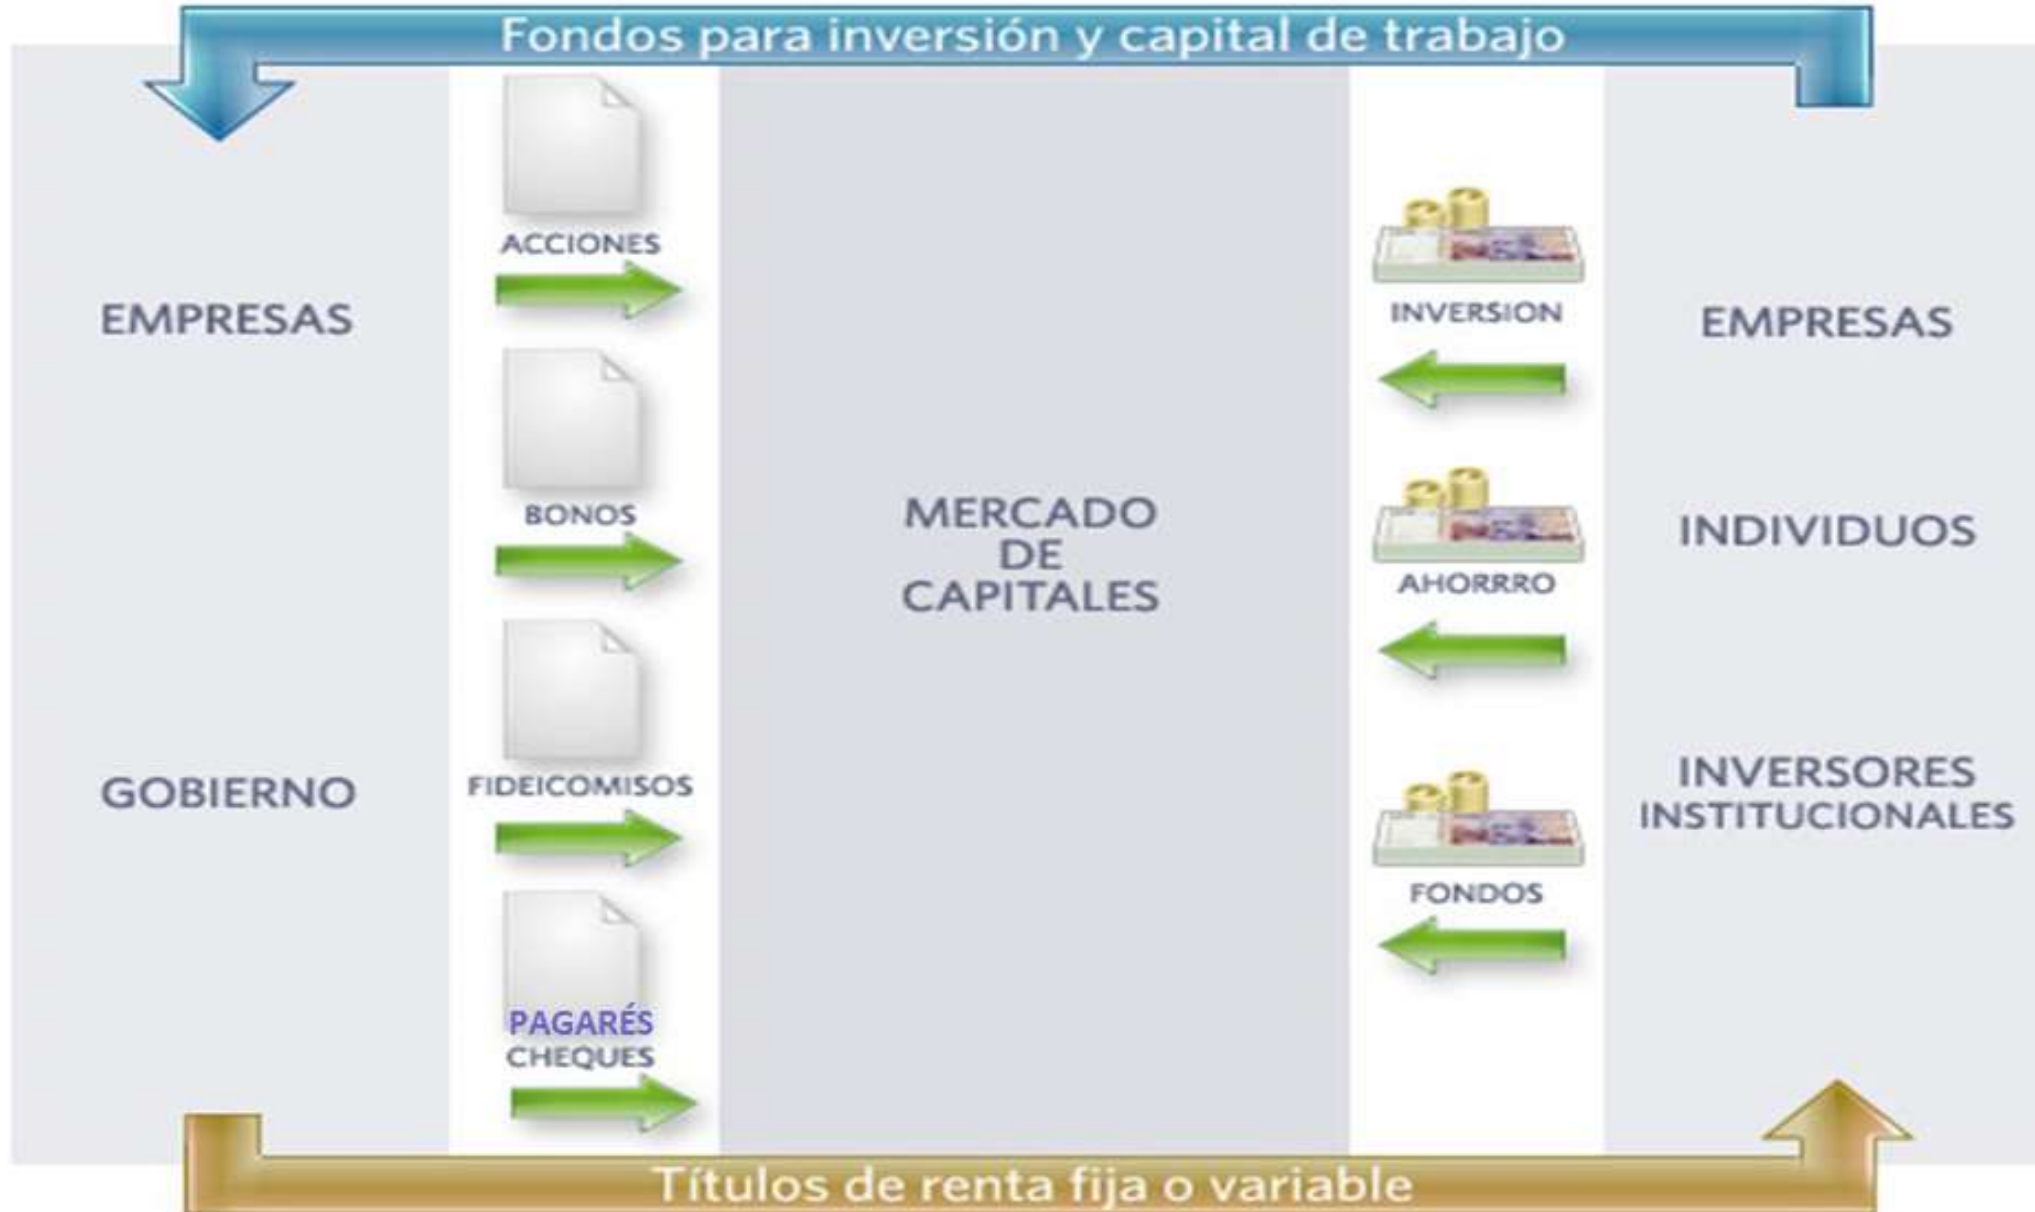 Fondos para inversión y capital de trabajo
EMPRESAS
GOBIERNO
ACCIONES
BONOS
FIDEICOMISOS
PAGARÉS
CHEQUES
MERCADO
DE
CAPITALES
INVERSION
AHORRRO
FONDOS
EMPRESAS
INDIVIDUOS
INVERSORES
INSTITUCIONALES
Títulos de renta fija o variable